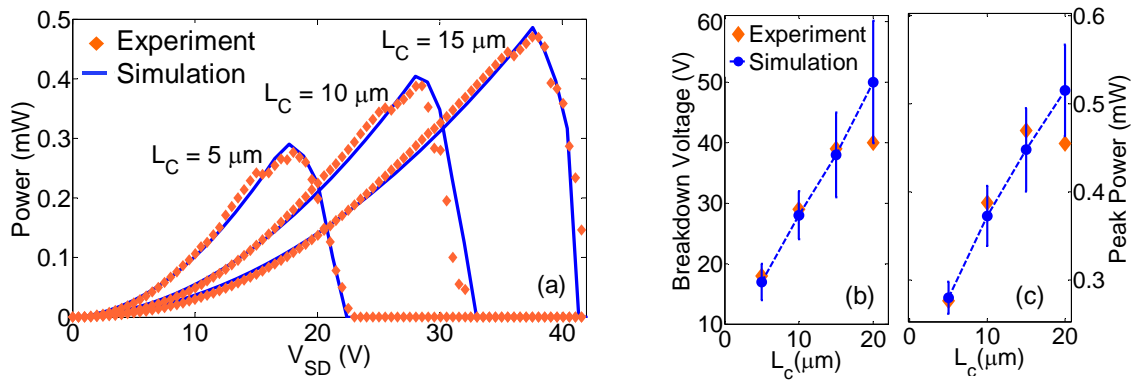 0.5
0.4
0.3
0.2
0.1
0
Power (mW)
Experiment
Simulation
L_C = 15 μm
L_C = 10 μm
L_C = 5 μm
(a)
0 10 20 30 40
V_SD (V)
60
50
40
30
20
10
Breakdown Voltage (V)
Experiment
Simulation
(b)
0 10 20
L_c(μm)
(c)
0 10 20
L_c(μm)
0.6
0.5
0.4
0.3
Peak Power (mW)